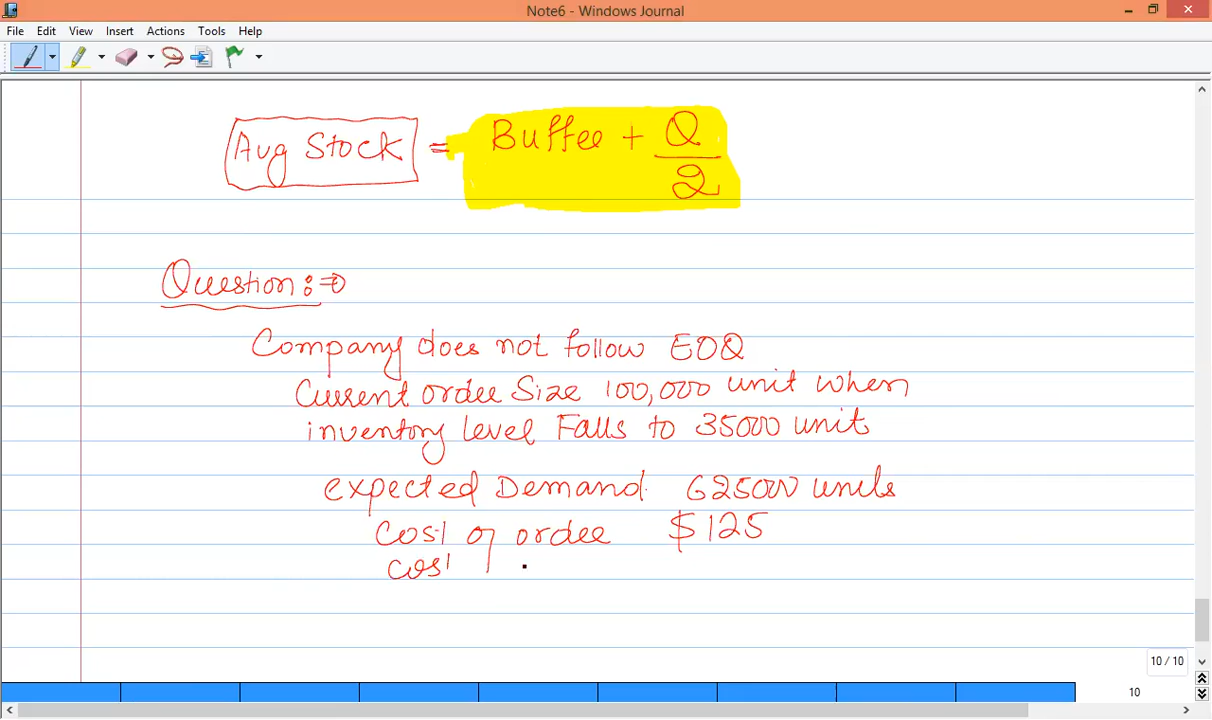 Note6 - Windows Journal
File Edit View Insert Actions Tools Help
Avg Stock = Buffer + Q/2
Question :⇒
Company does not follow EOQ
Current order Size 100,000 unit when
inventory level Falls to 35000 unit
expected Demand 625000 units
cost of order $125
cost
10 / 10
10